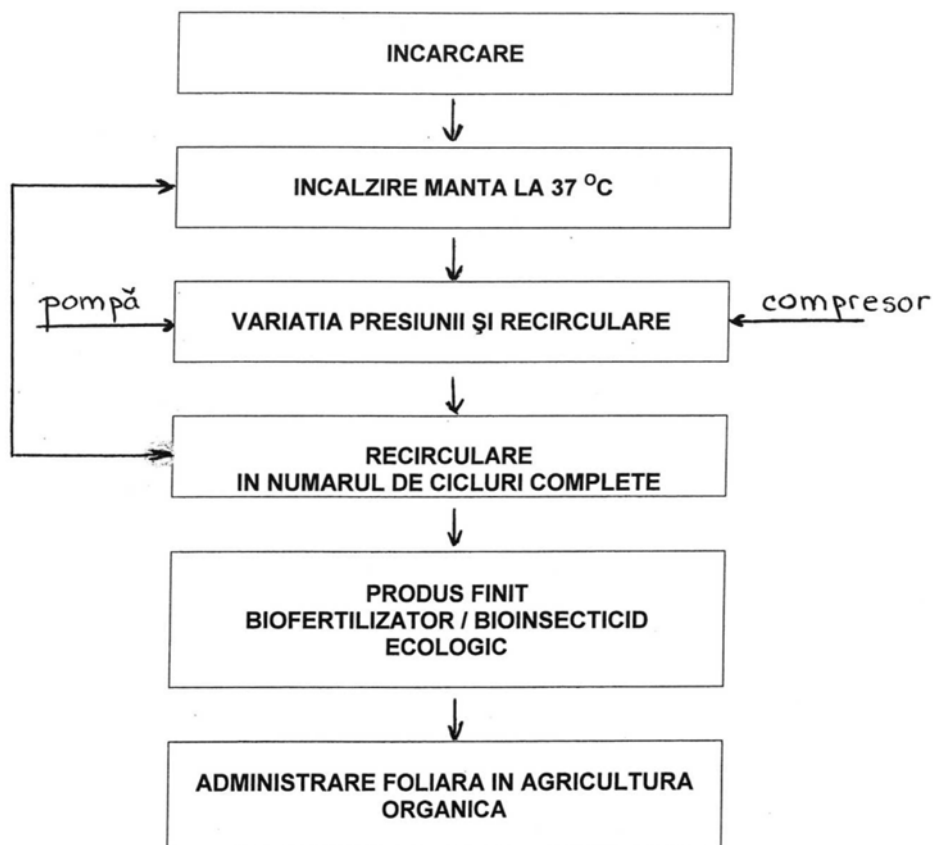 INCARCARE
INCALZIRE MANTA LA 37 °C
pompă
VARIATIA PRESIUNII ŞI RECIRCULARE
compresor
RECIRCULARE
IN NUMARUL DE CICLURI COMPLETE
PRODUS FINIT
BIOFERTILIZATOR / BIOINSECTICID
ECOLOGIC
ADMINISTRARE FOLIARA IN AGRICULTURA
ORGANICA